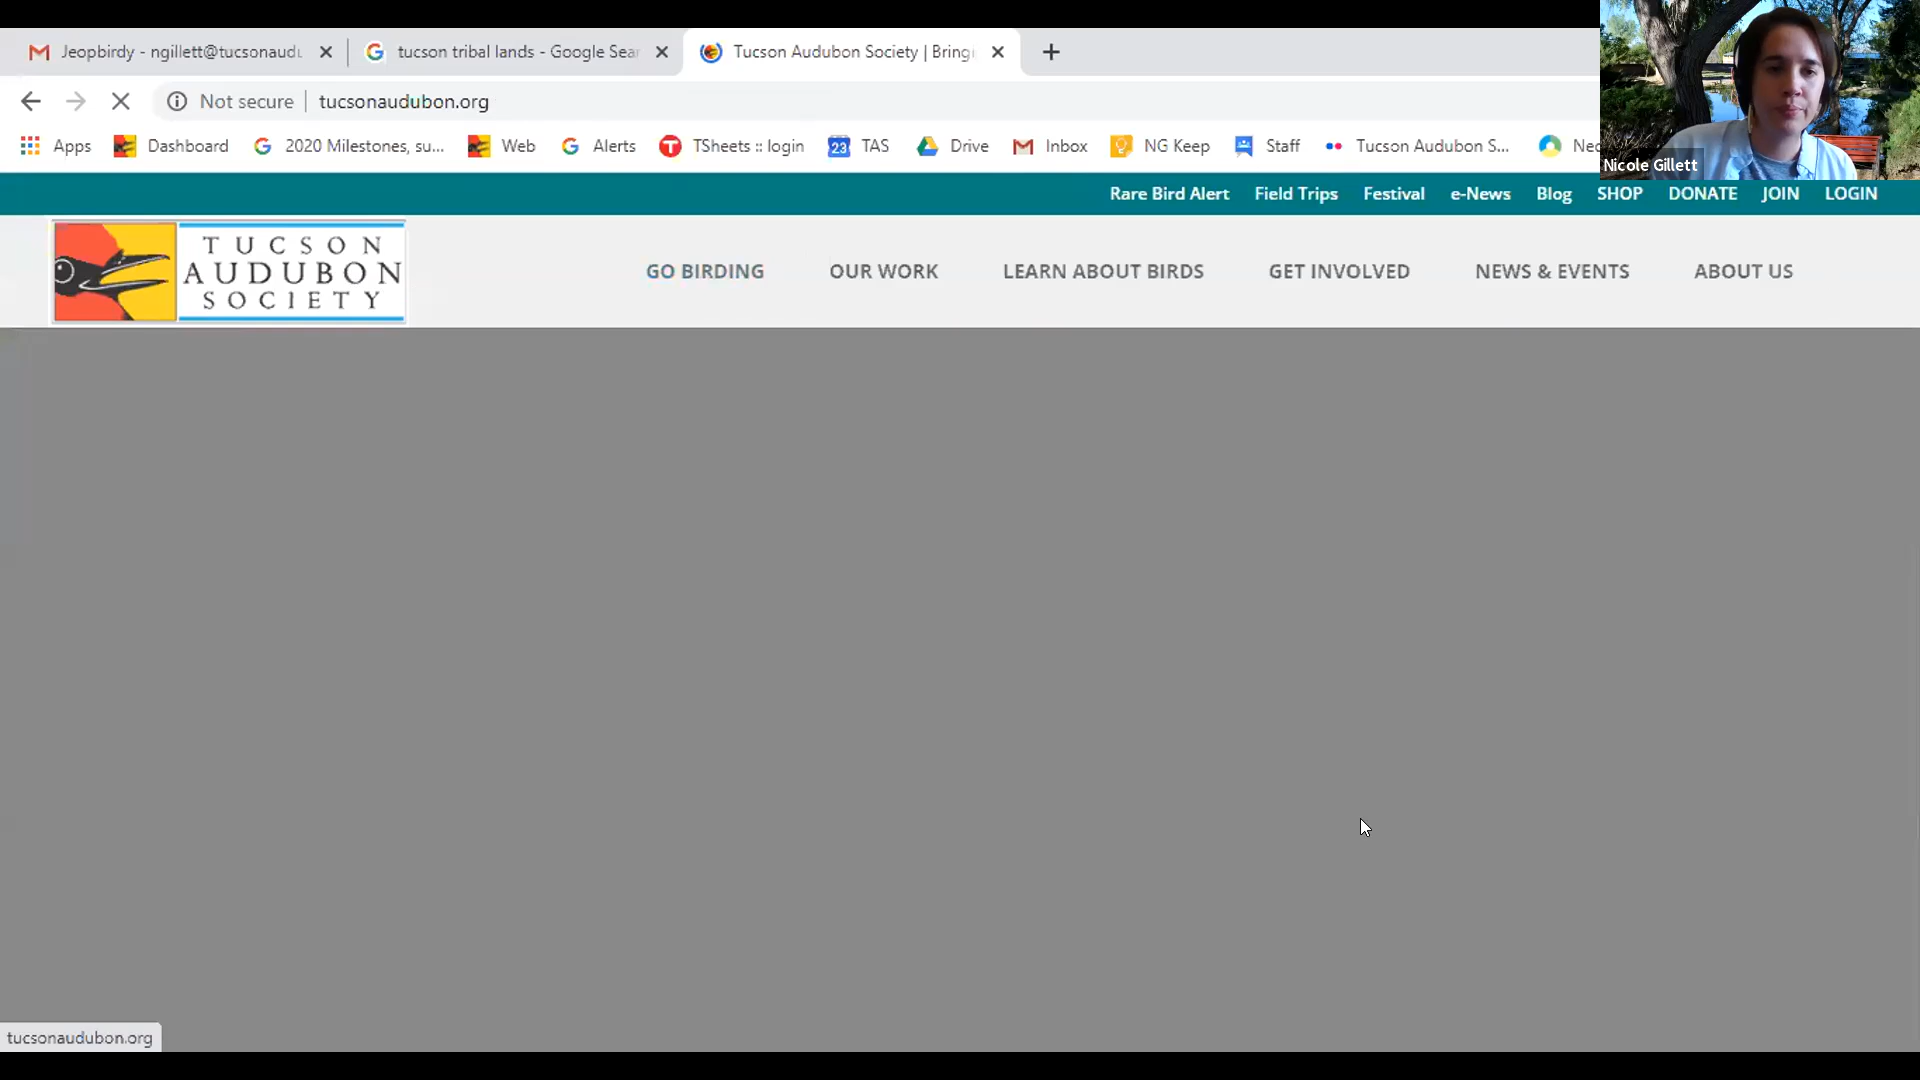 Jeopbirdy - ngillett@tucsonaudu
tucson tribal lands - Google Sear
Tucson Audubon Society | Bringi
Not secure | tucsonaudubon.org
Apps Dashboard 2020 Milestones, su... Web Alerts TSheets :: login 23 TAS Drive Inbox NG Keep Staff Tucson Audubon S...
Nicole Gillett
Rare Bird Alert Field Trips Festival e-News Blog SHOP DONATE JOIN LOGIN
TUCSON
AUDUBON
SOCIETY
GO BIRDING OUR WORK LEARN ABOUT BIRDS GET INVOLVED NEWS & EVENTS ABOUT US
tucsonaudubon.org